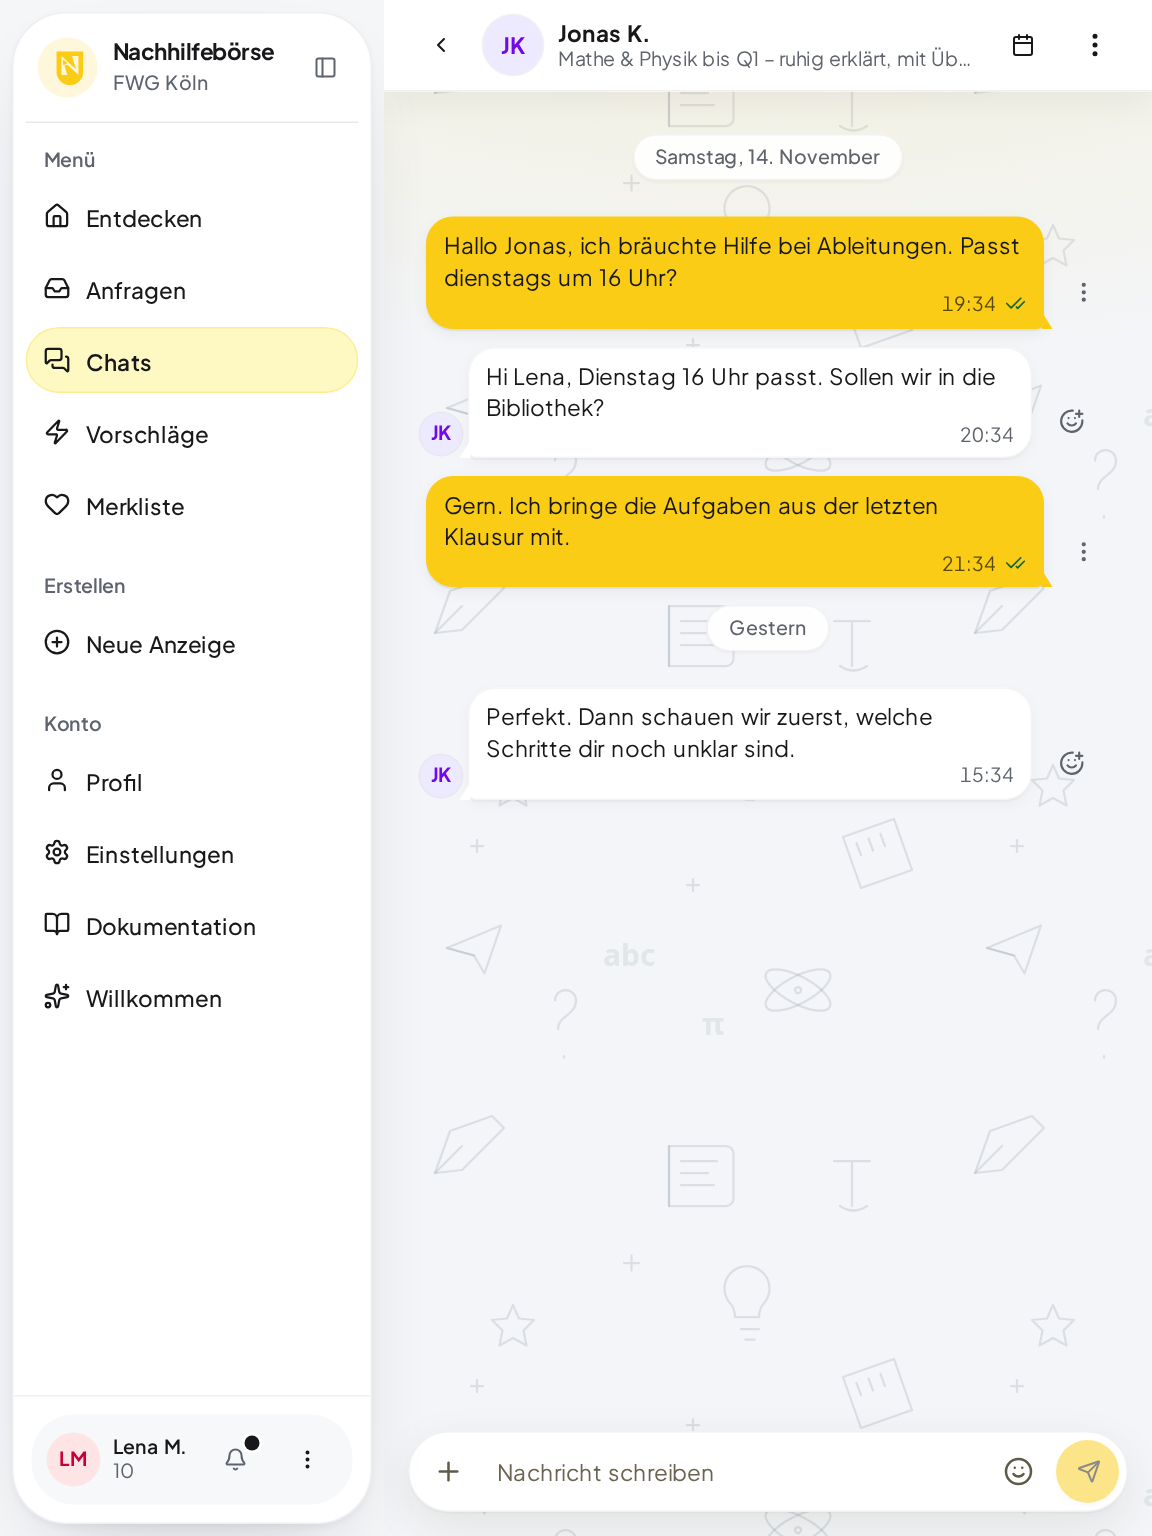 Nachhilfebörse
FWG Köln
Menü
Entdecken
Anfragen
Chats
Vorschläge
Merkliste
Erstellen
Neue Anzeige
Konto
Profil
Einstellungen
Dokumentation
Willkommen
LM
Lena M.
10
JK
Jonas K.
Mathe & Physik bis Q1 – ruhig erklärt, mit Üb...
Samstag, 14. November
Hallo Jonas, ich bräuchte Hilfe bei Ableitungen. Passt
dienstags um 16 Uhr?
19:34
Hi Lena, Dienstag 16 Uhr passt. Sollen wir in die
Bibliothek?
JK
20:34
Gern. Ich bringe die Aufgaben aus der letzten
Klausur mit.
21:34
Gestern
Perfekt. Dann schauen wir zuerst, welche
Schritte dir noch unklar sind.
JK
15:34
abc
π
Nachricht schreiben